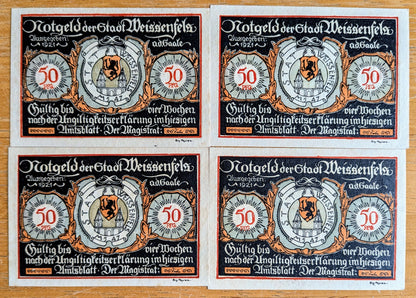 Notgeld der Stadt Weissenfels
Ausgegeben 1921 a.d. Saale
50 50
Gültig bis vier Wochen
nach der Ungiltigkeitserklärung im hiesigen
Amtsblatt. Der Magistrat:
Notgeld der Stadt Weissenfels
Ausgegeben 1921 a.d. Saale
50 50
Gültig bis vier Wochen
nach der Ungiltigkeitserklärung im hiesigen
Amtsblatt. Der Magistrat:
Notgeld der Stadt Weissenfels
Ausgegeben 1921 a.d. Saale
50 50
Gültig bis vier Wochen
nach der Ungiltigkeitserklärung im hiesigen
Amtsblatt. Der Magistrat:
Notgeld der Stadt Weissenfels
Ausgegeben 1921 a.d. Saale
50 50
Gültig bis vier Wochen
nach der Ungiltigkeitserklärung im hiesigen
Amtsblatt. Der Magistrat: